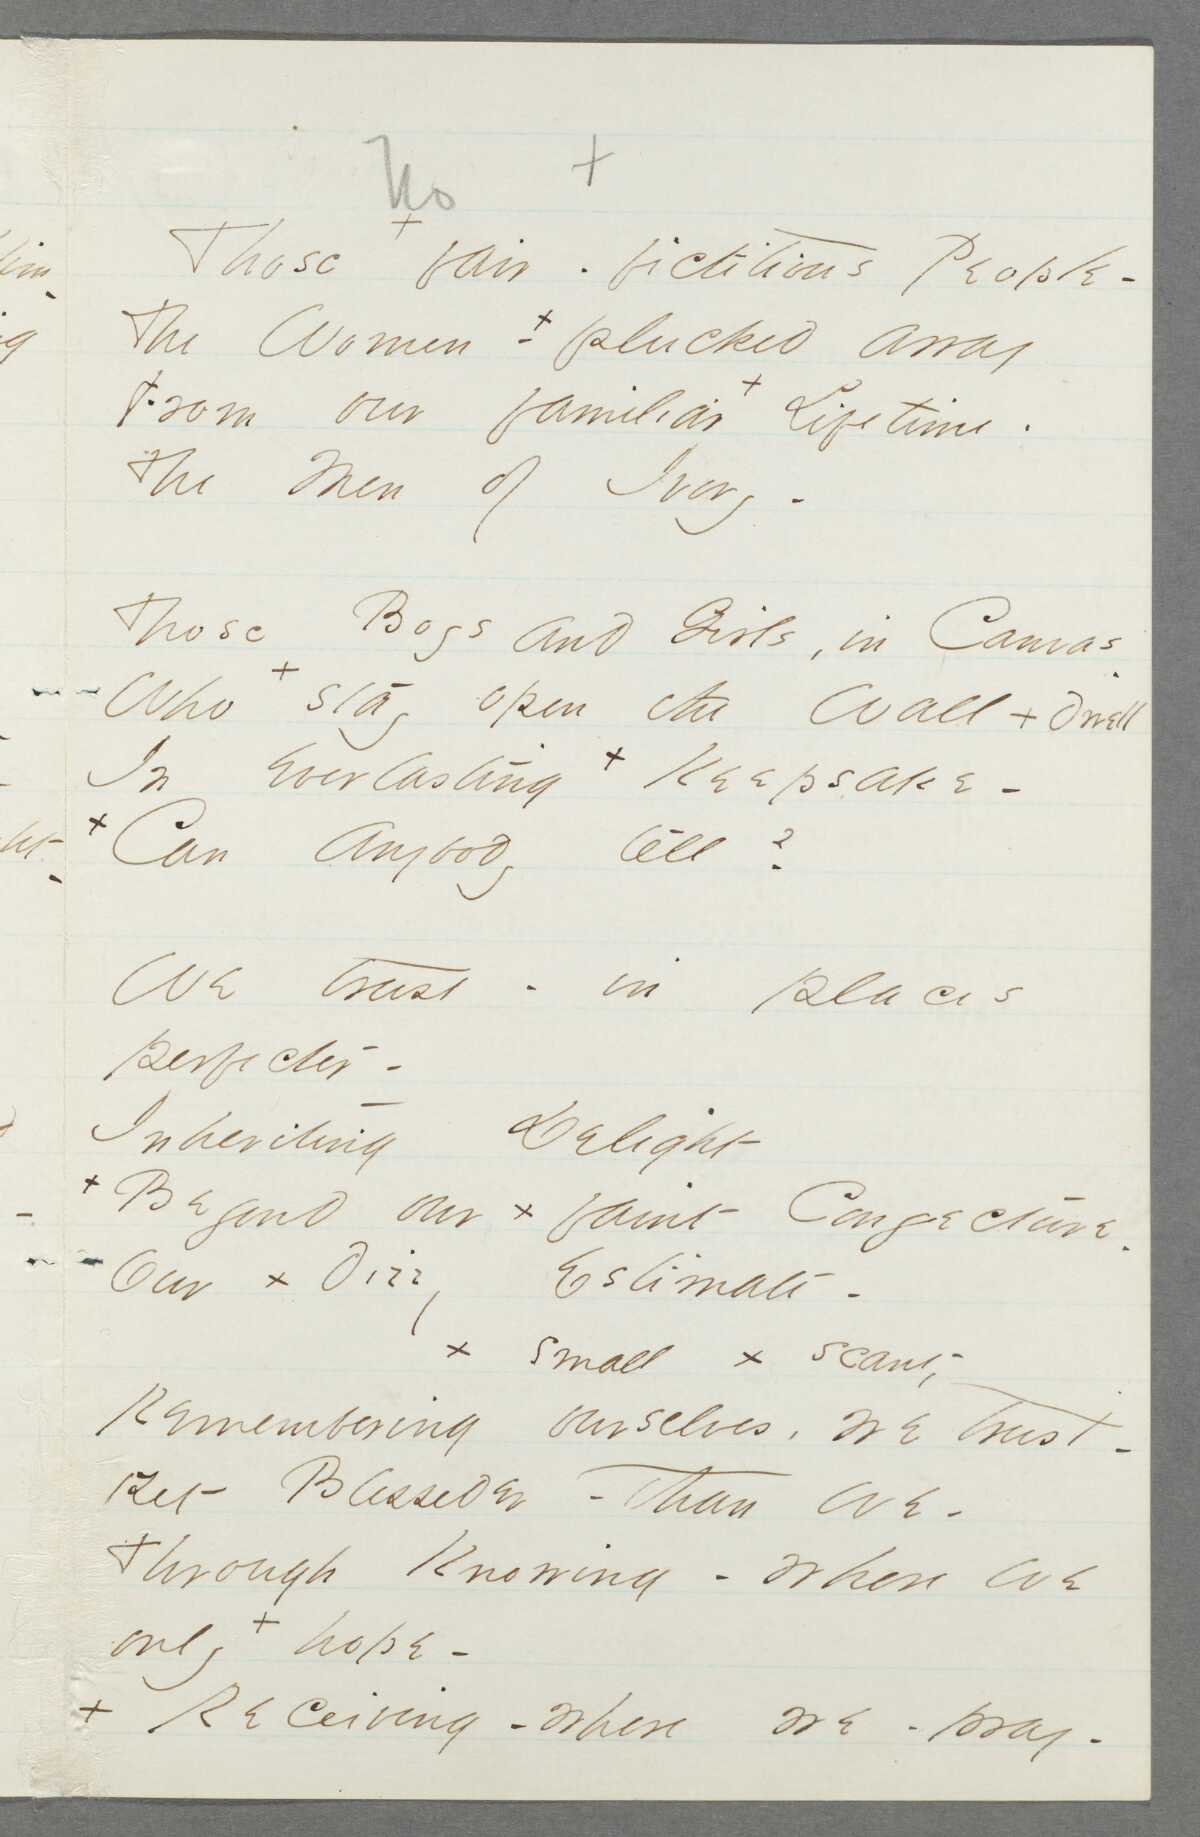 No +
Those + fair - fictitious People -
The Women - + plucked away
From our familiar + Lifetime -
The Men of Ivory -
Those Boys and Girls, in Canvas -
Who + stay upon the Wall + Dwell
In Everlasting + Keepsake -
+ Can Anybody tell?
We trust - in places
perfecter -
Inheriting Delight
+ Beyond our + faint Conjecture -
Our + Dizzy Estimate -
+ small + scanty
Remembering ourselves, we trust -
Yet Blesseder - than We -
Through Knowing - where We
only + hope -
+ Receiving - where we - pray -